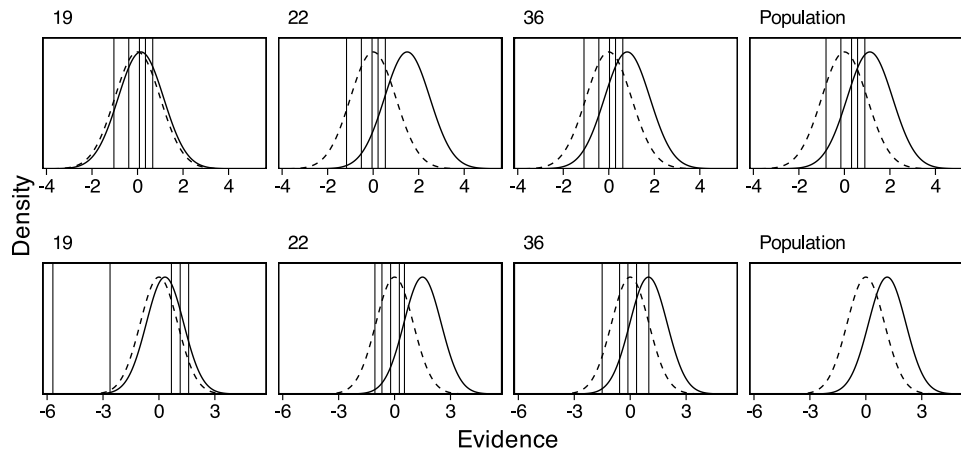 19 22 36 Population
-4 -2 0 2 4 -4 -2 0 2 4 -4 -2 0 2 4 -4 -2 0 2 4
Density
19 22 36 Population
-6 -3 0 3 -6 -3 0 3 -6 -3 0 3 -6 -3 0 3
Evidence